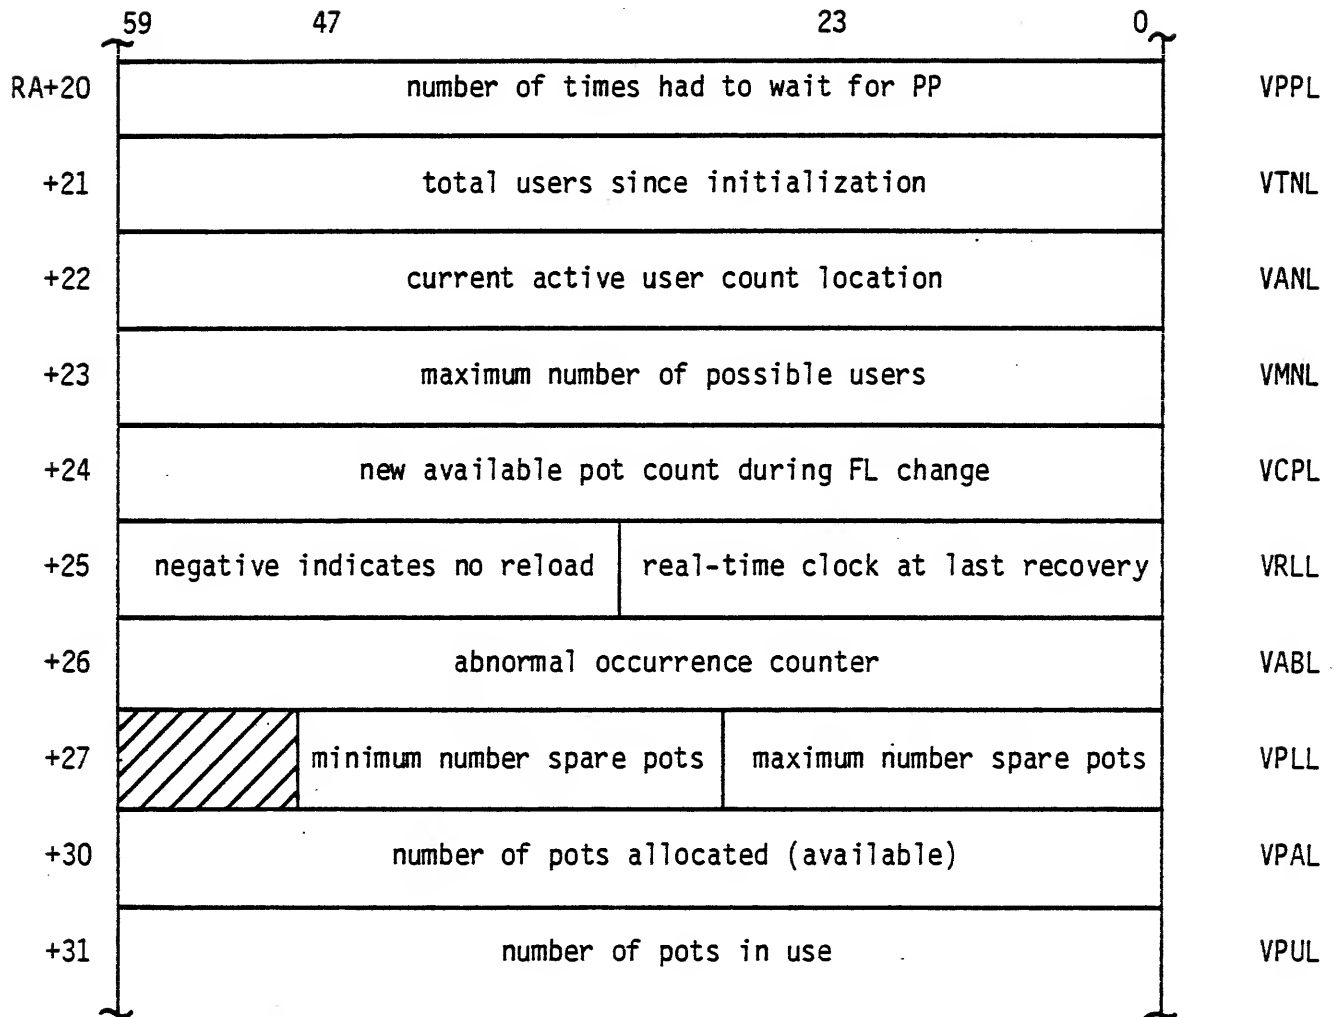 59 47 23 0
RA+20 number of times had to wait for PP VPPL
+21 total users since initialization VTNL
+22 current active user count location VANL
+23 maximum number of possible users VMNL
+24 new available pot count during FL change VCPL
+25 negative indicates no reload real-time clock at last recovery VRLL
+26 abnormal occurrence counter VABL
+27 minimum number spare pots maximum number spare pots VPLL
+30 number of pots allocated (available) VPAL
+31 number of pots in use VPUL